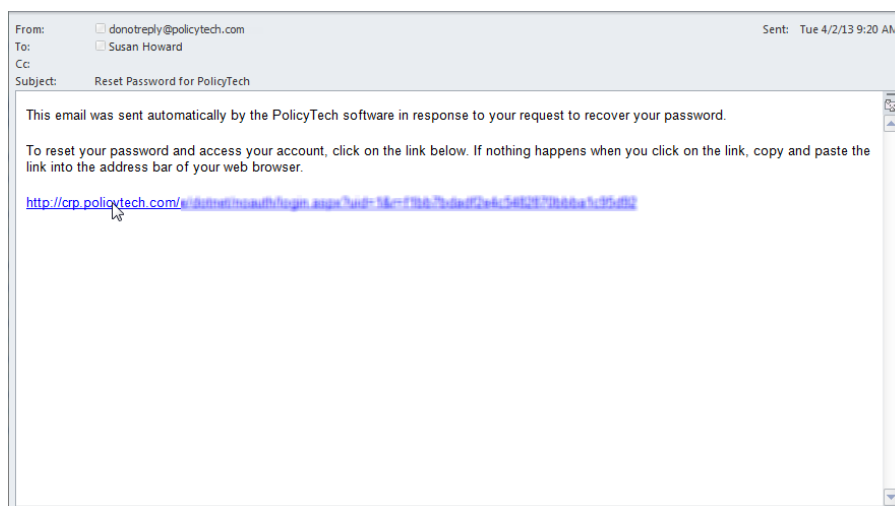 From: donotreply@policytech.com Sent: Tue 4/2/13 9:20 AM
To: Susan Howard
Cc:
Subject: Reset Password for PolicyTech
This email was sent automatically by the PolicyTech software in response to your request to recover your password.
To reset your password and access your account, click on the link below. If nothing happens when you click on the link, copy and paste the
link into the address bar of your web browser.
http://crp.policytech.com/